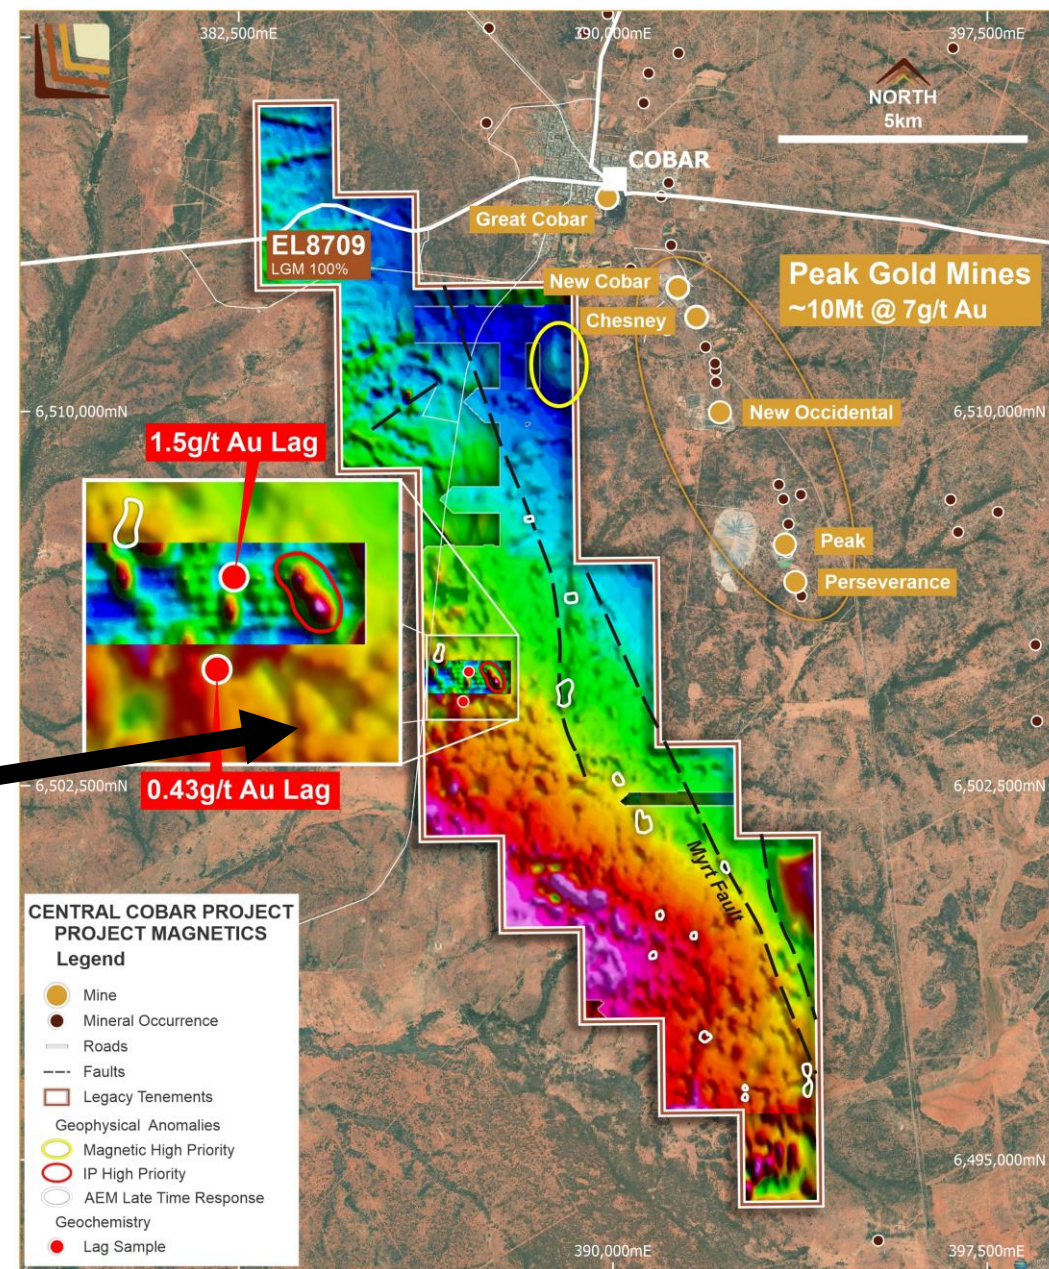 382,500mE
390,000mE
397,500mE
NORTH
5km
COBAR
Great Cobar
EL8709
LGM 100%
New Cobar
Chesney
Peak Gold Mines
~10Mt @ 7g/t Au
6,510,000mN
New Occidental
6,510,000mN
1.5g/t Au Lag
Peak
Perseverance
6,502,500mN
0.43g/t Au Lag
6,502,500mN
Myrt Fault
CENTRAL COBAR PROJECT
PROJECT MAGNETICS
Legend
Mine
Mineral Occurrence
Roads
Faults
Legacy Tenements
Geophysical Anomalies
Magnetic High Priority
IP High Priority
AEM Late Time Response
Geochemistry
Lag Sample
6,495,000mN
390,000mE
397,500mE